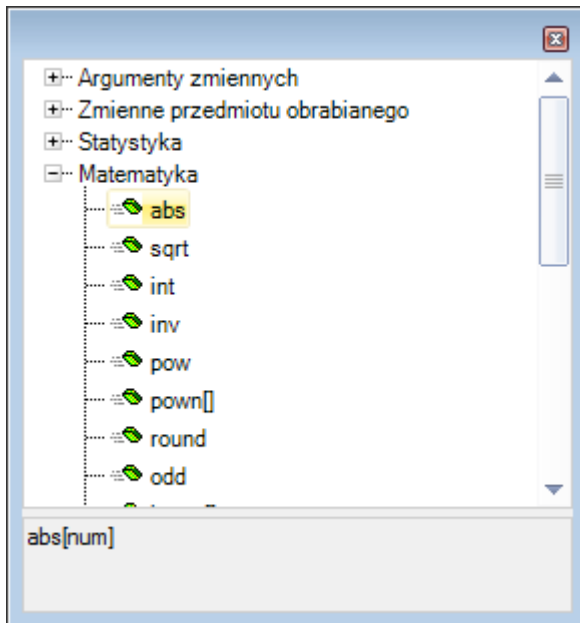 Argumenty zmiennych
Zmienne przedmiotu obrabianego
Statystyka
Matematyka
abs
sqrt
int
inv
pow
pown[]
round
odd
abs[num]